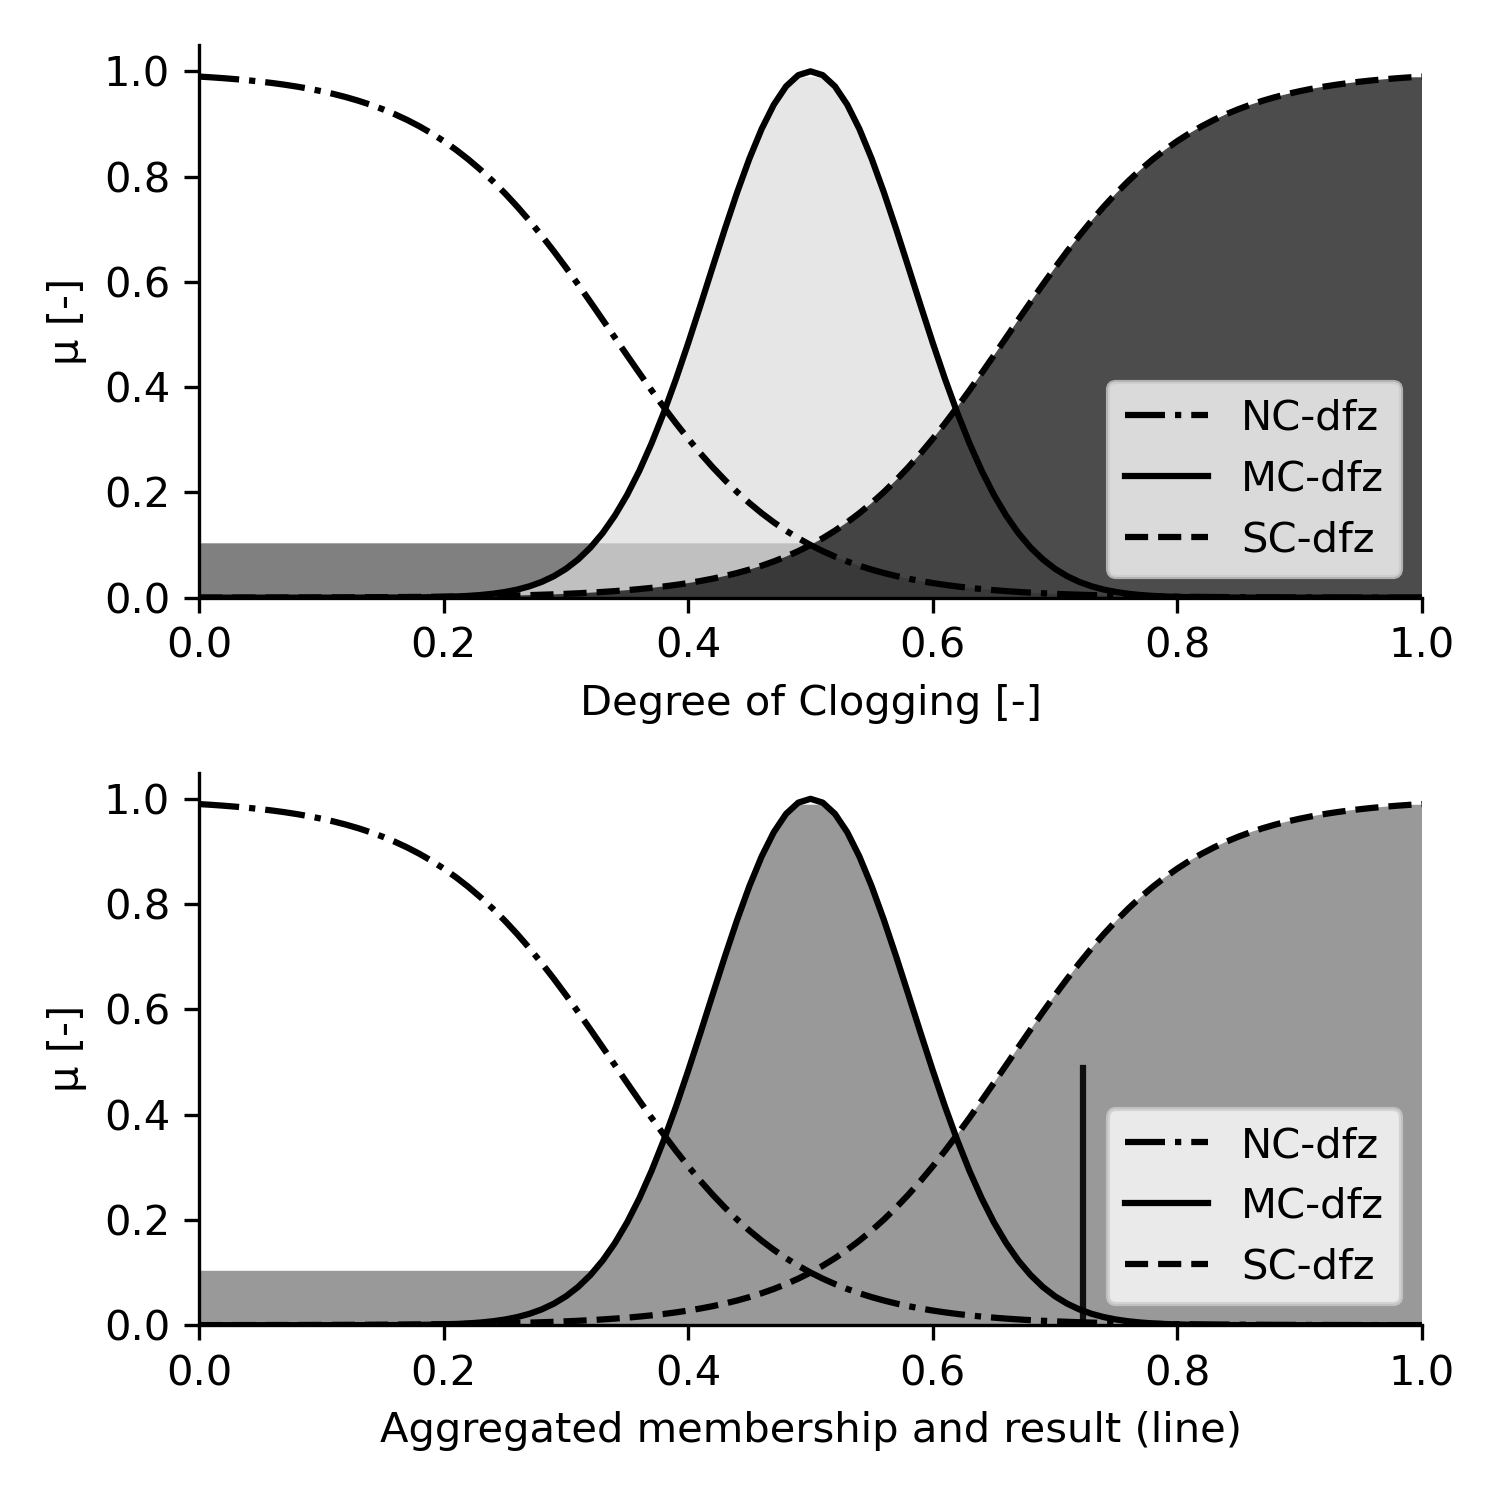 1.0
0.8
0.6
0.4
0.2
0.0
µ [-]
NC-dfz
MC-dfz
SC-dfz
0.0 0.2 0.4 0.6 0.8 1.0
Degree of Clogging [-]
1.0
0.8
0.6
0.4
0.2
0.0
µ [-]
NC-dfz
MC-dfz
SC-dfz
0.0 0.2 0.4 0.6 0.8 1.0
Aggregated membership and result (line)